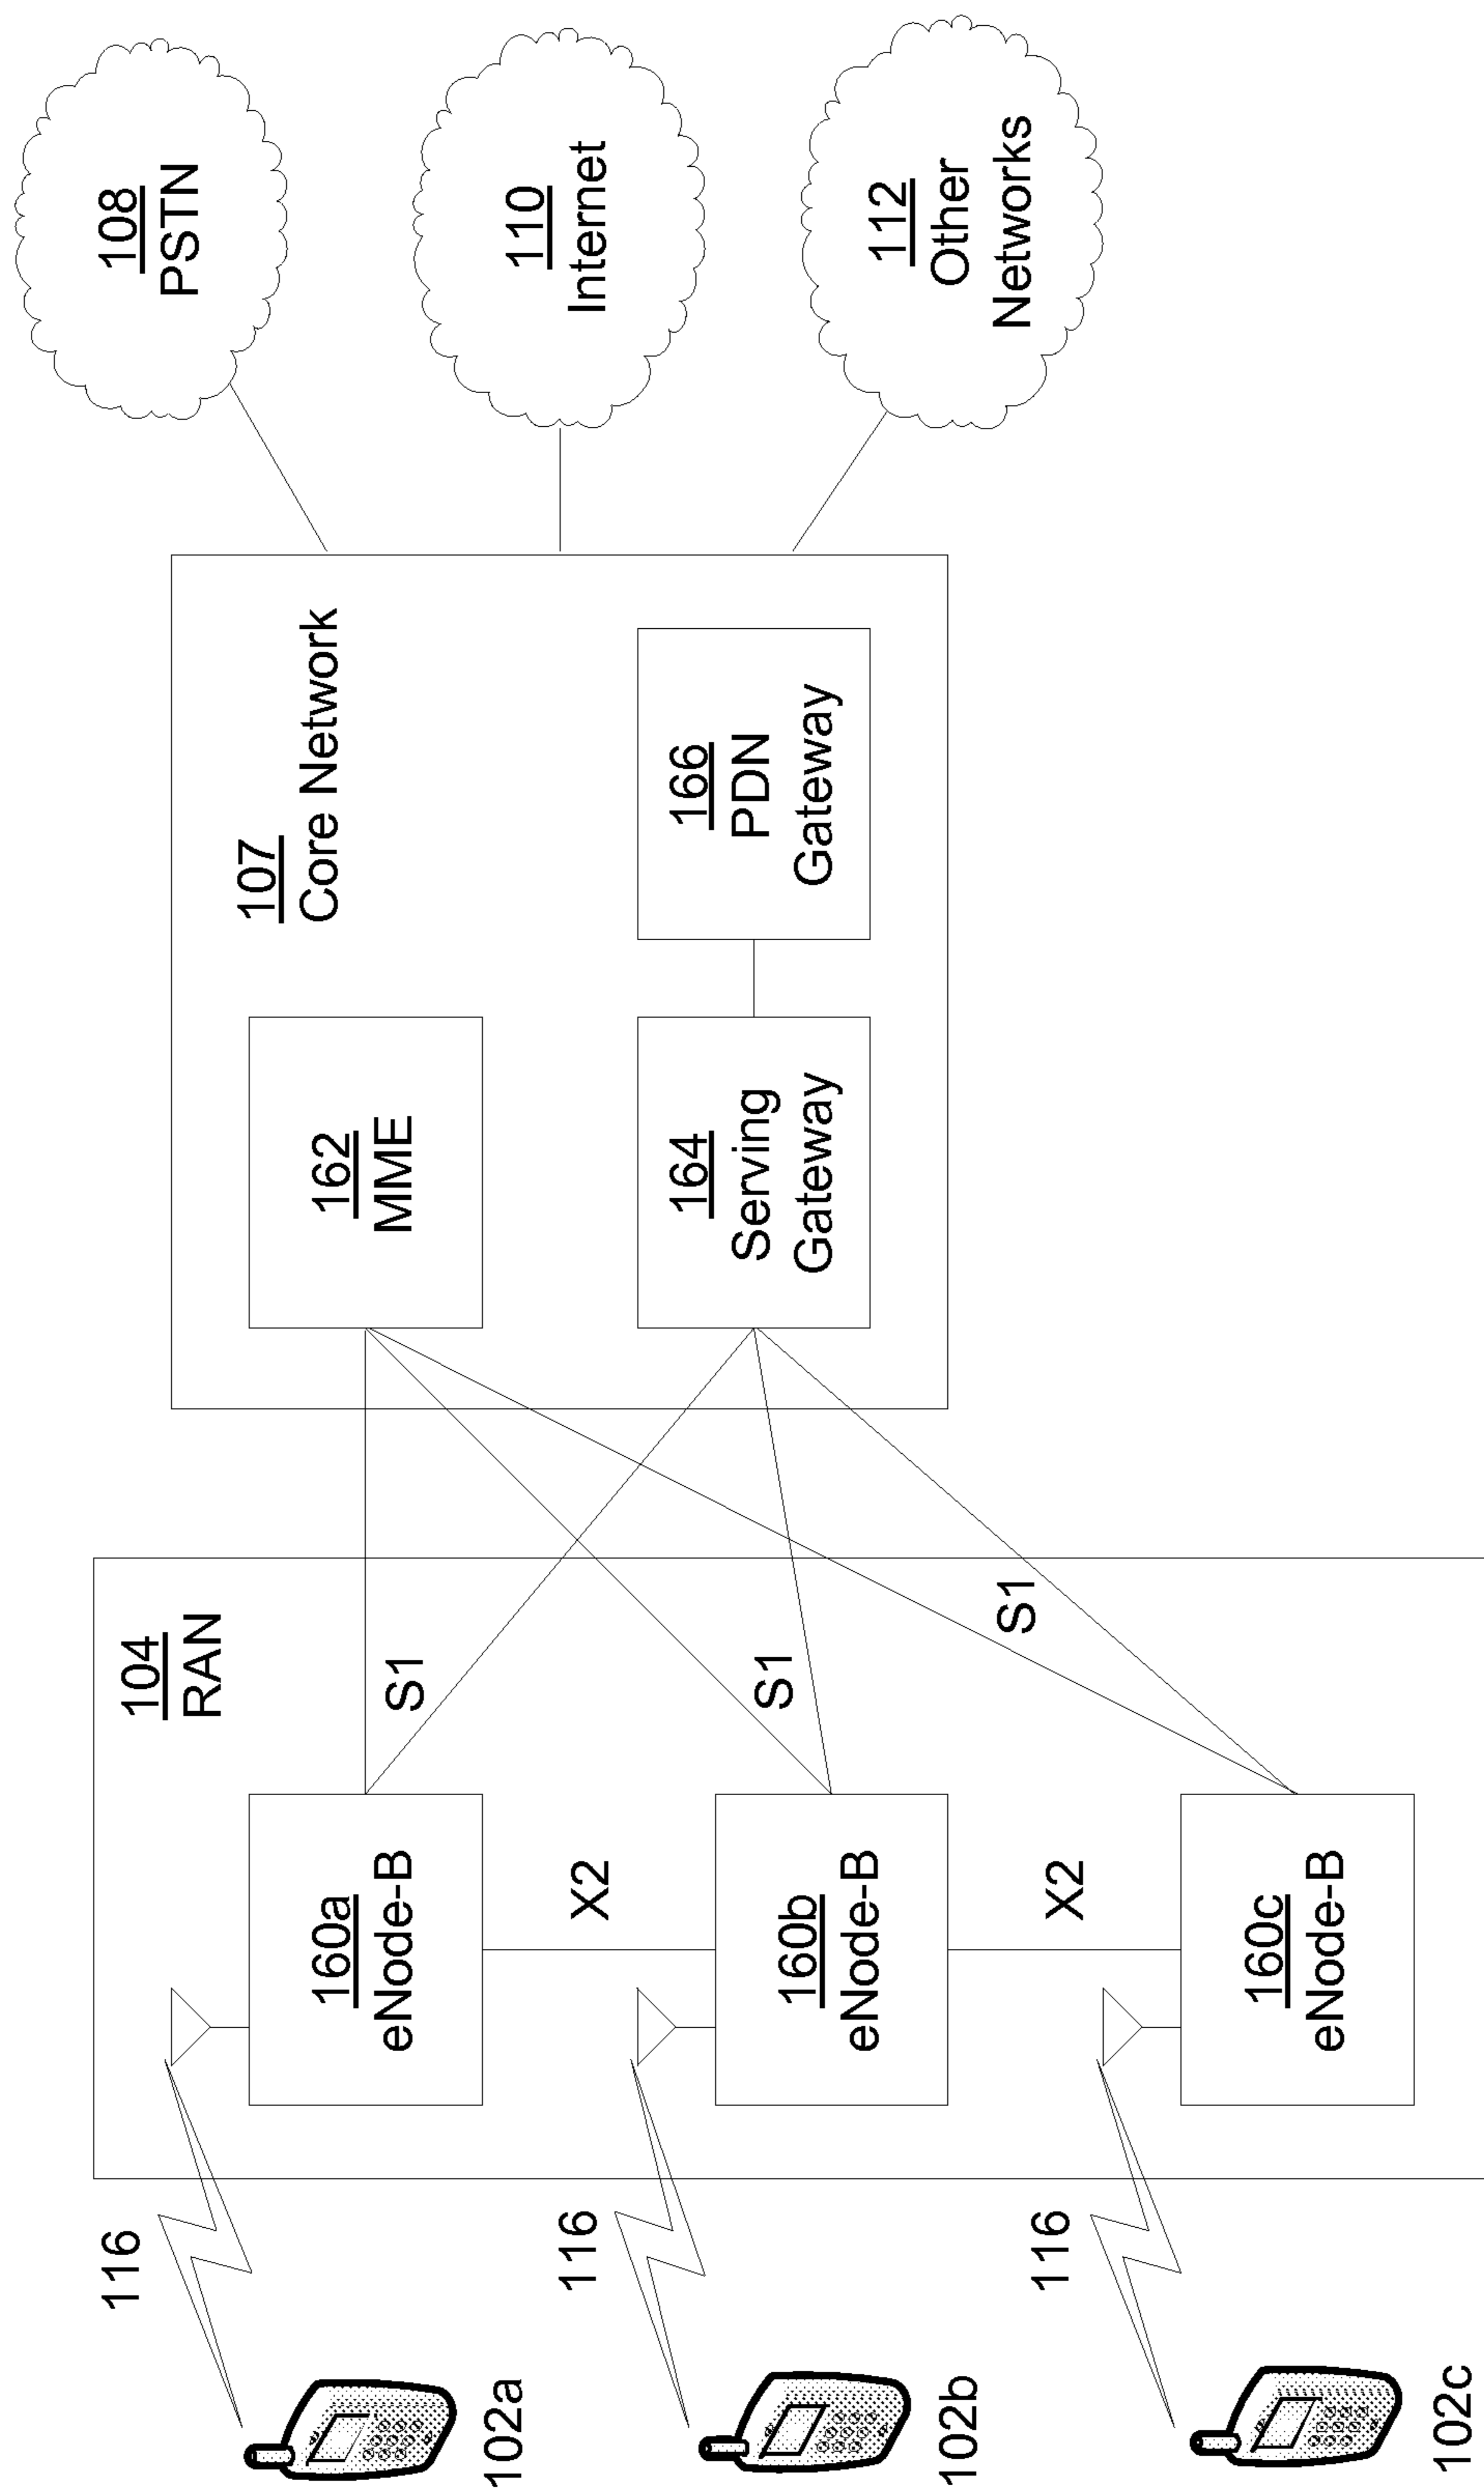 104
RAN
116
102a
160a
eNode-B
S1
X2
116
102b
160b
eNode-B
S1
X2
116
102c
160c
eNode-B
S1
107
Core Network
162
MME
164
Serving
Gateway
166
PDN
Gateway
108
PSTN
110
Internet
112
Other
Networks